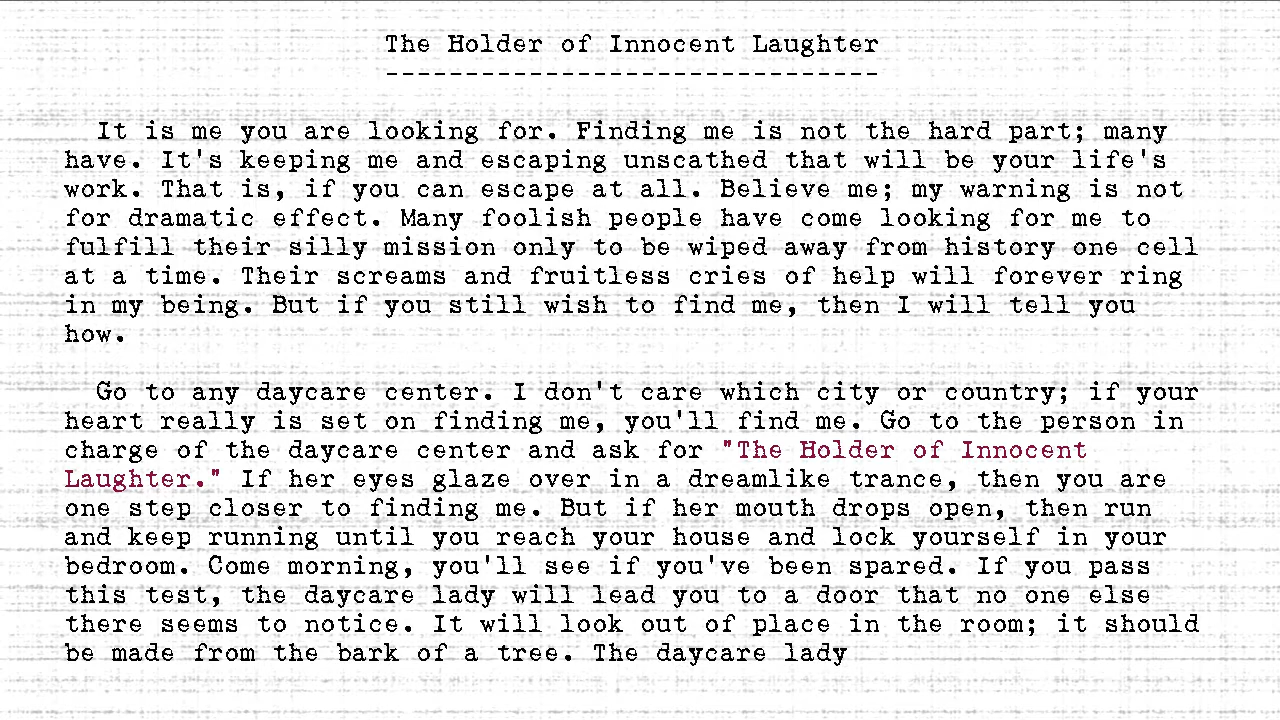 The Holder of Innocent Laughter
-------------------------------
It is me you are looking for. Finding me is not the hard part; many
have. It's keeping me and escaping unscathed that will be your life's
work. That is, if you can escape at all. Believe me; my warning is not
for dramatic effect. Many foolish people have come looking for me to
fulfill their silly mission only to be wiped away from history one cell
at a time. Their screams and fruitless cries of help will forever ring
in my being. But if you still wish to find me, then I will tell you
how.
Go to any daycare center. I don't care which city or country; if your
heart really is set on finding me, you'll find me. Go to the person in
charge of the daycare center and ask for "The Holder of Innocent
Laughter." If her eyes glaze over in a dreamlike trance, then you are
one step closer to finding me. But if her mouth drops open, then run
and keep running until you reach your house and lock yourself in your
bedroom. Come morning, you'll see if you've been spared. If you pass
this test, the daycare lady will lead you to a door that no one else
there seems to notice. It will look out of place in the room; it should
be made from the bark of a tree. The daycare lady